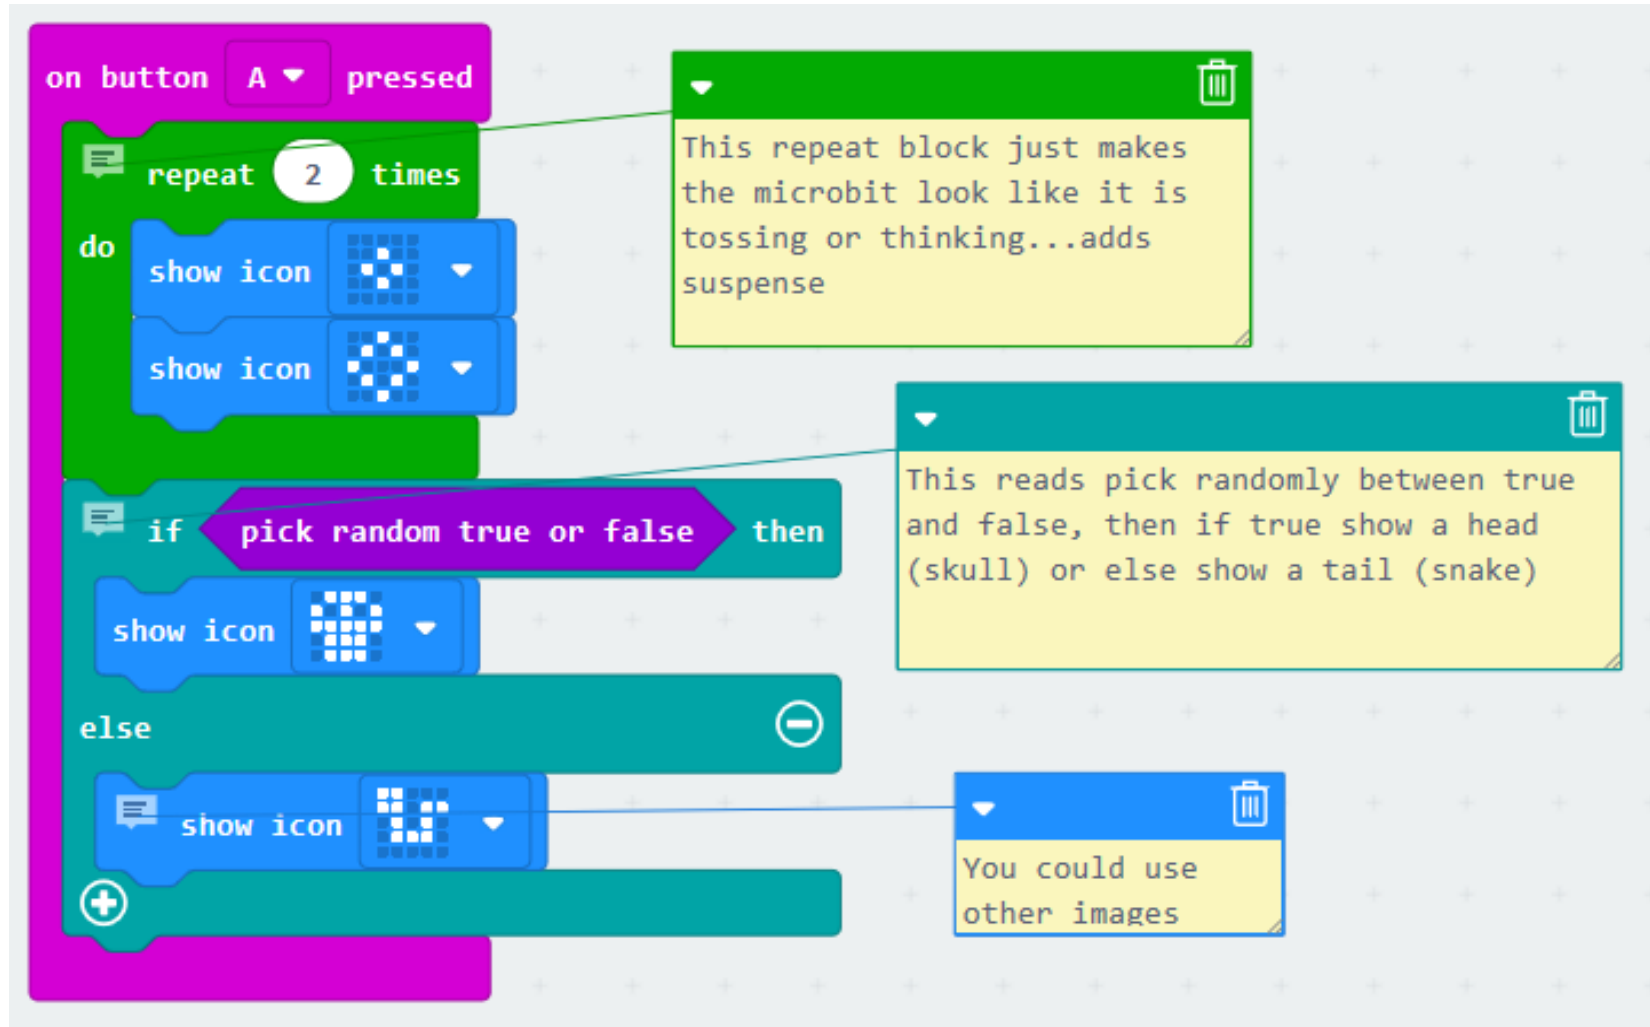 on button A pressed
repeat 2 times
do
show icon
show icon
This repeat block just makes
the microbit look like it is
tossing or thinking...adds
suspense
if pick random true or false then
This reads pick randomly between true
and false, then if true show a head
(skull) or else show a tail (snake)
show icon
else
show icon
You could use
other images